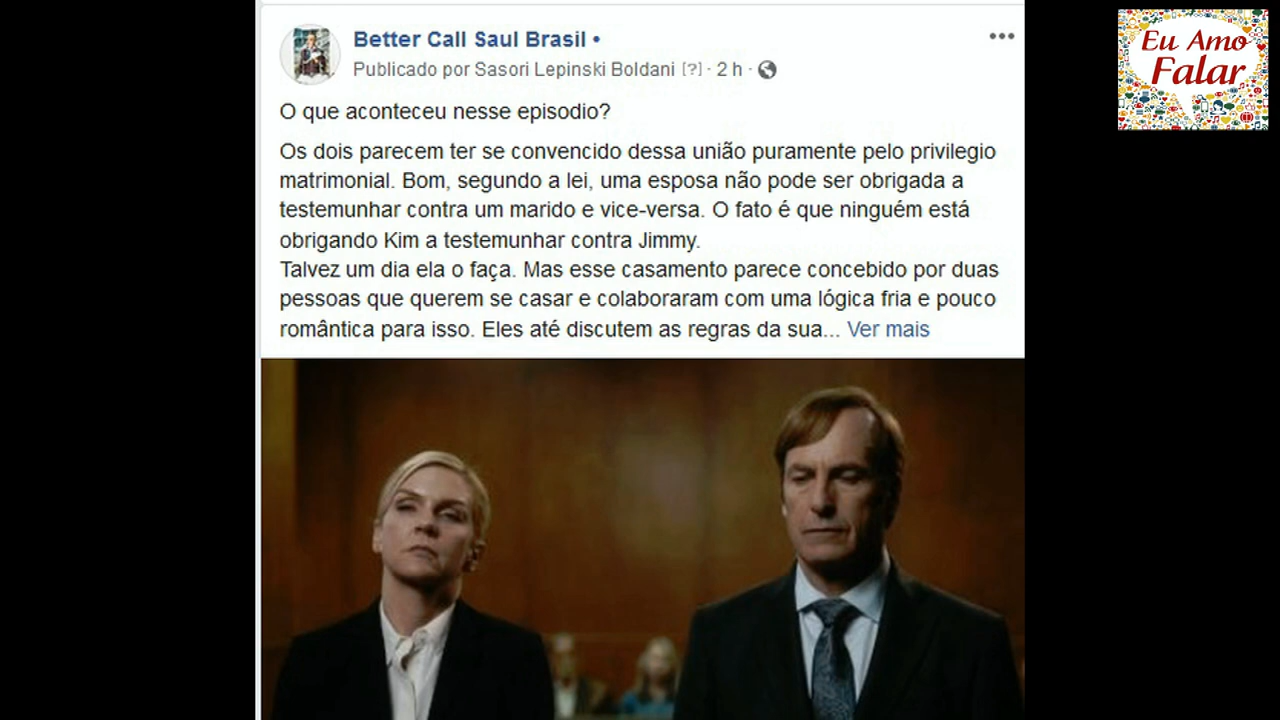 Better Call Saul Brasil •
Publicado por Sasori Lepinski Boldani [?] · 2 h ·
O que aconteceu nesse episodio?
Os dois parecem ter se convencido dessa união puramente pelo privilegio
matrimonial. Bom, segundo a lei, uma esposa não pode ser obrigada a
testemunhar contra um marido e vice-versa. O fato é que ninguém está
obrigando Kim a testemunhar contra Jimmy.
Talvez um dia ela o faça. Mas esse casamento parece concebido por duas
pessoas que querem se casar e colaboraram com uma lógica fria e pouco
romântica para isso. Eles até discutem as regras da sua... Ver mais
Eu Amo
Falar